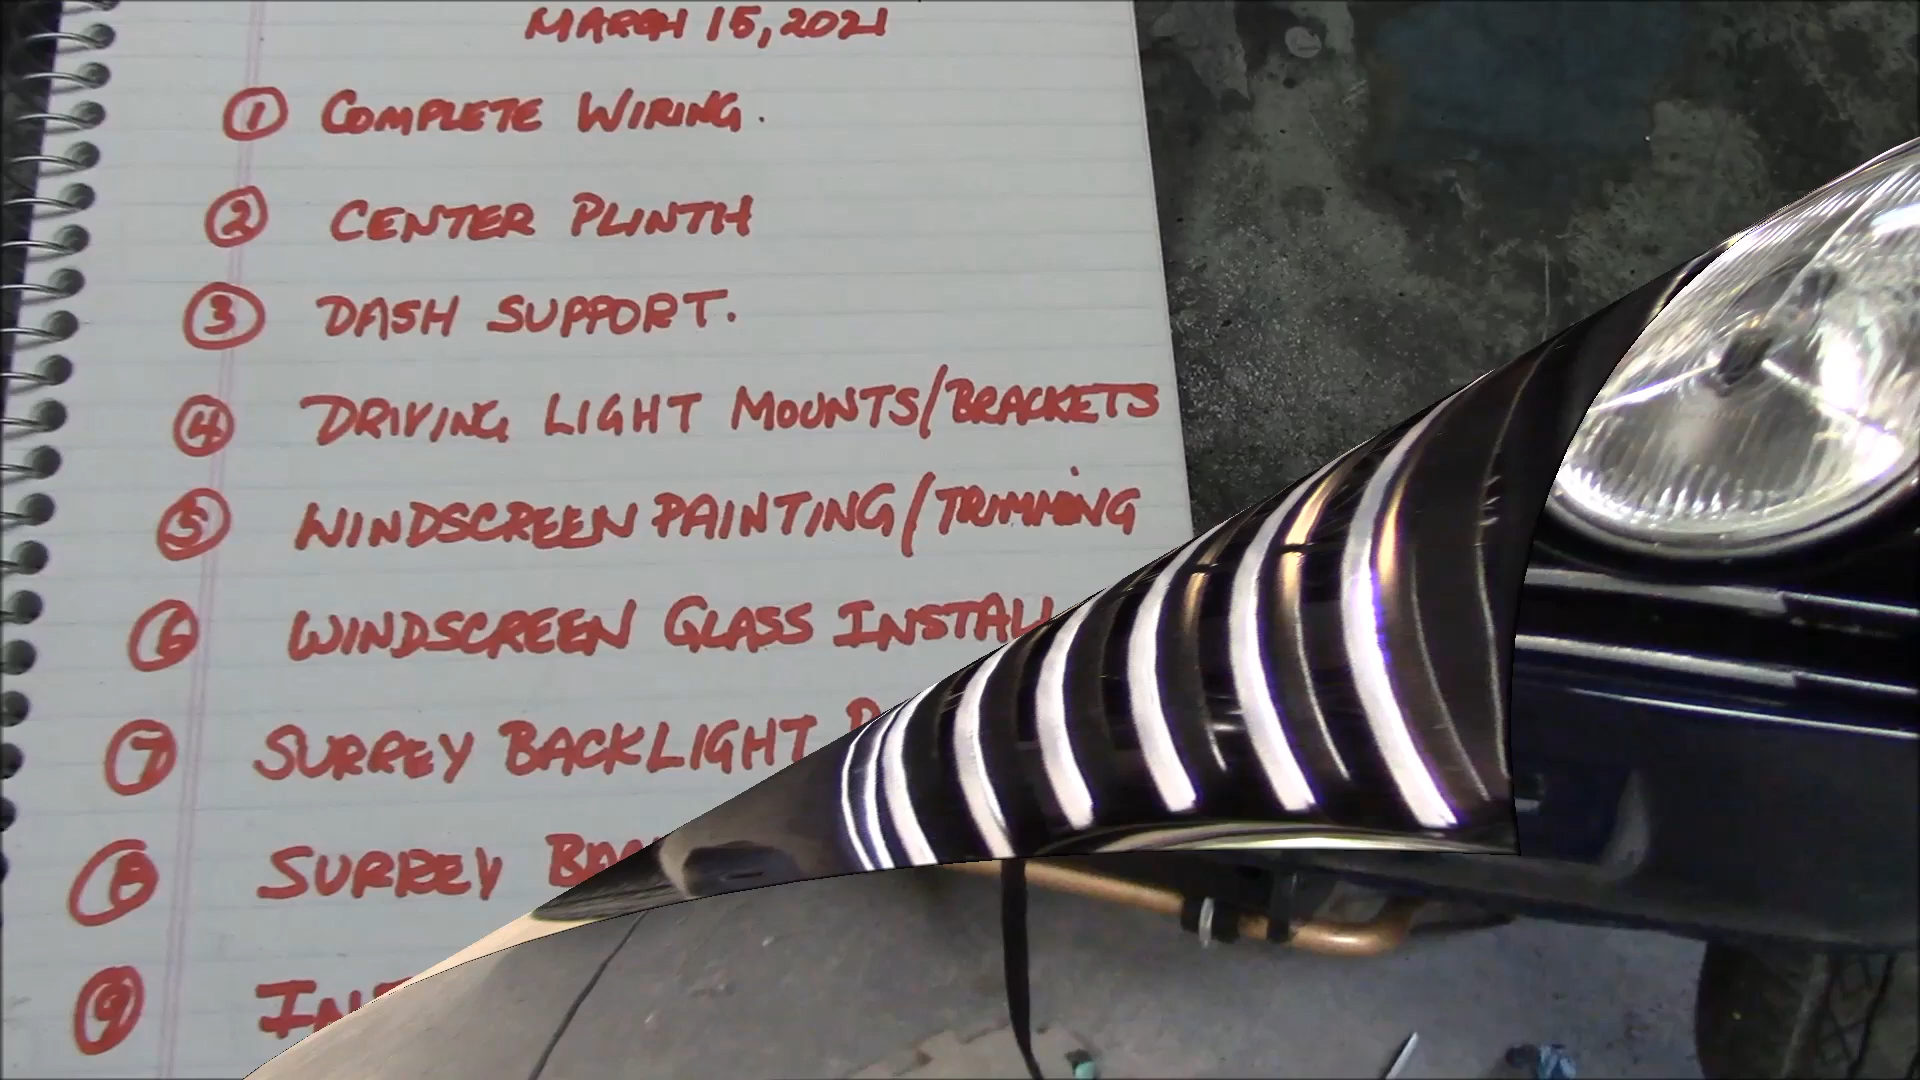 MARCH 15, 2021
① COMPLETE WIRING.
② CENTER PLINTH
③ DASH SUPPORT.
④ DRIVING LIGHT MOUNTS/BRACKETS
⑤ WINDSCREEN PAINTING/TRIMMING
⑥ WINDSCREEN GLASS INSTALL
⑦ SURREY BACKLIGHT
⑧ SURREY
⑨